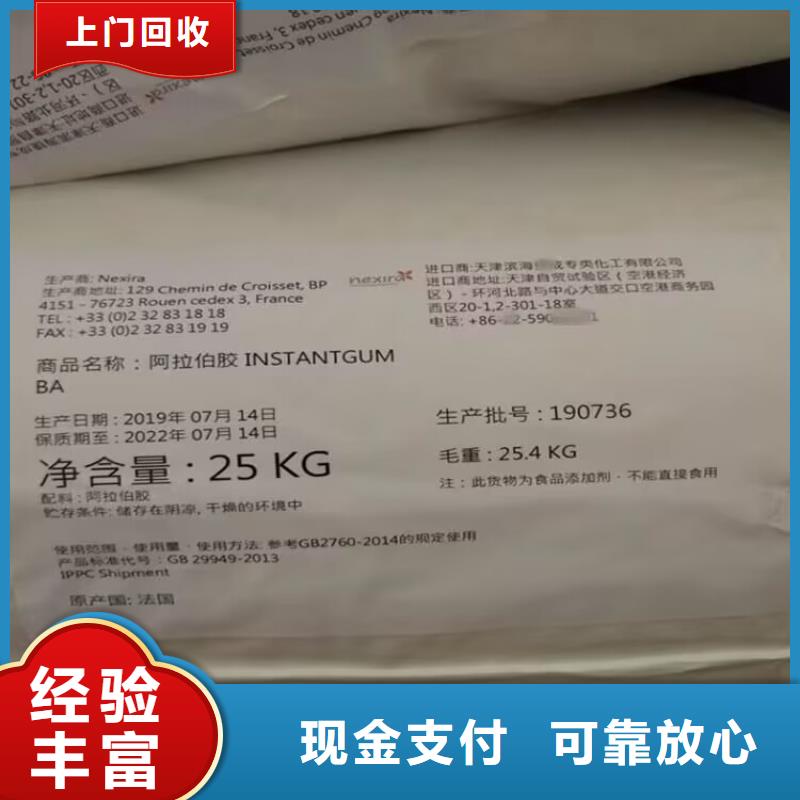 上门回收
Nexira
Chemin de Croisset,
cedex 3, France
nexira
生产商: Nexira
生产商地址: 129 Chemin de Croisset, BP
4151 - 76723 Rouen cedex 3, France
TEL : +33 (0)2 32 83 18 18
FAX : +33 (0)2 32 83 19 19
nexira
进口商:天津滨海 成专类化工有限公司
进口商地址:天津自贸试验区（空港经济
区）- 环河北路与中心大道交口空港商务园
西区20-1,2-301-18室
电话: +86- 2-590 1
商品名称: 阿拉伯胶 INSTANTGUM
BA
生产日期: 2019年 07月 14日
保质期至: 2022年 07月 14日
生产批号: 190736
净含量: 25 KG
毛重: 25.4 KG
配料: 阿拉伯胶
注: 此货物为食品添加剂 · 不能直接食用
贮存条件: 储存在阴凉, 干燥的环境中
使用范围 · 使用量 · 使用方法: 参考GB2760-2014的规定使用
产品标准代号: GB 29949-2013
IPPC Shipment
原产国: 法国
经验
丰富
现金支付 可靠放心